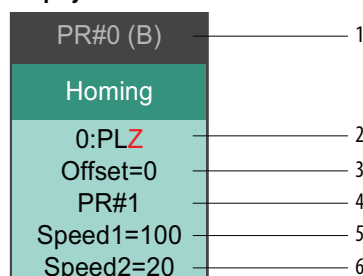 PR#0 (B) 1
Homing
0:PLZ 2
Offset=0 3
PR#1 4
Speed1=100 5
Speed2=20 6